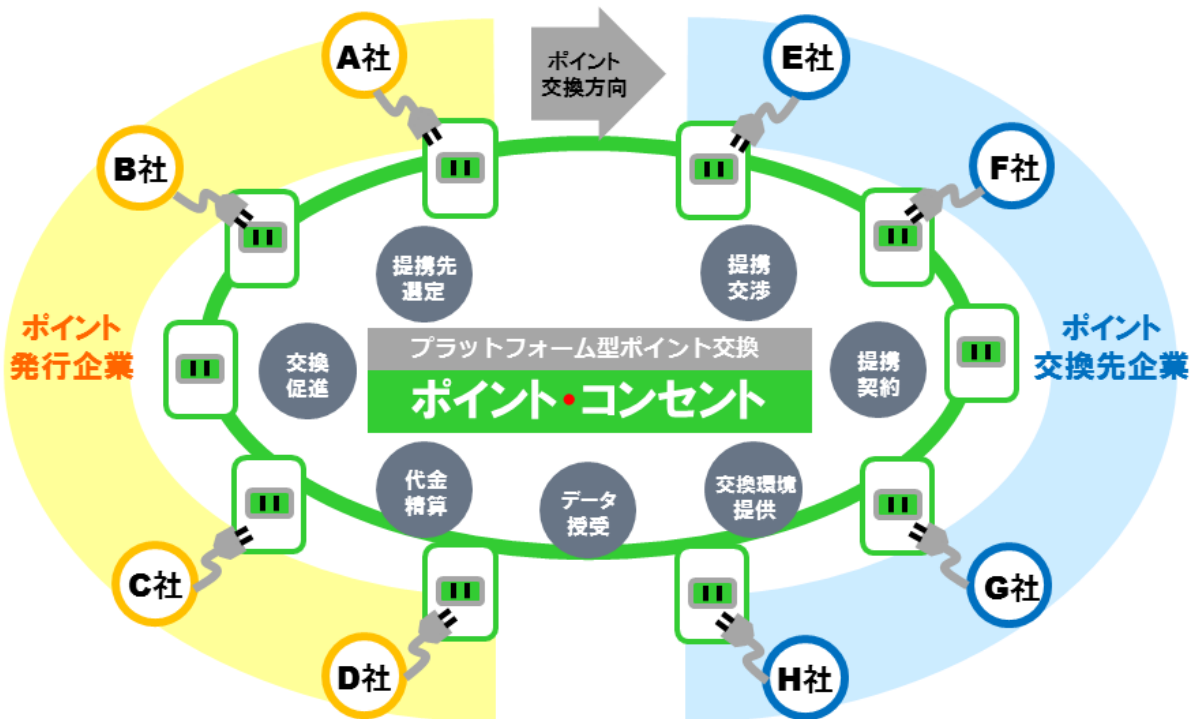 A社
ポイント
交換方向
E社
B社
F社
提携先
選定
提携
交渉
ポイント
発行企業
交換
促進
プラットフォーム型ポイント交換
ポイント・コンセント
提携
契約
ポイント
交換先企業
代金
精算
データ
授受
交換環境
提供
C社
G社
D社
H社